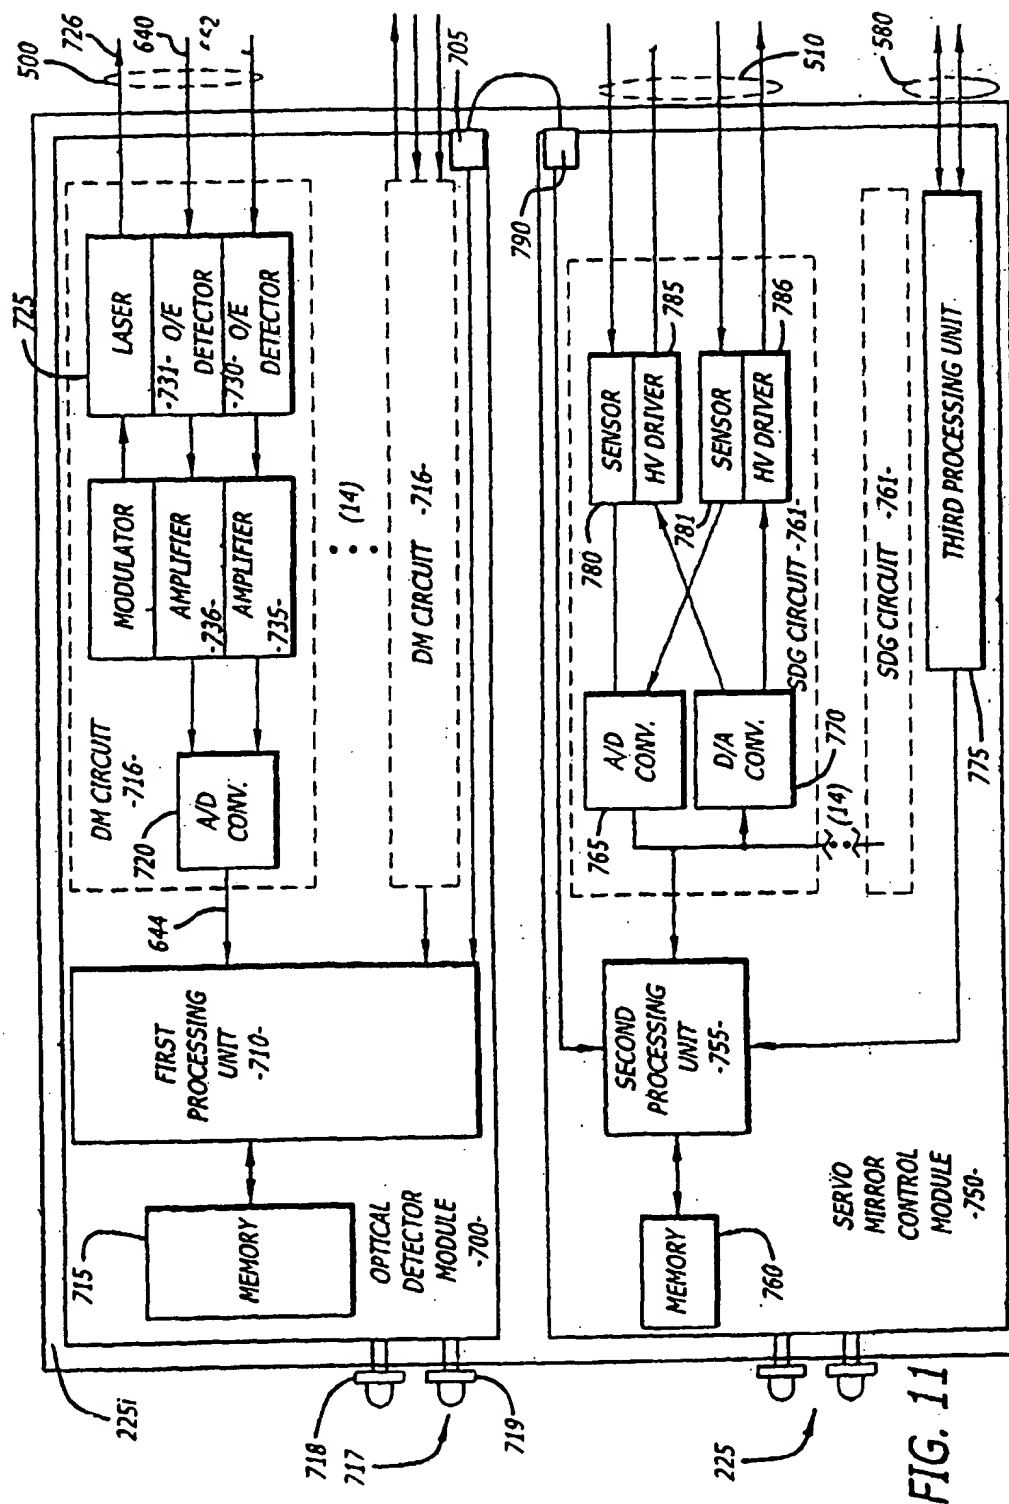 500
726
640
705
725
LASER
-731- O/E
DETECTOR
-730- O/E
DETECTOR
MODULATOR
AMPLIFIER
-736-
AMPLIFIER
-735-
(14)
DM CIRCUIT
-716-
720
A/D
CONV.
644
DM CIRCUIT -716-
FIRST
PROCESSING
UNIT
-710-
715
MEMORY
OPTICAL
DETECTOR
MODULE
-700-
225i
718
717
719
510
580
790
SENSOR
HV DRIVER
785
780
SENSOR
HV DRIVER
786
781
SDG CIRCUIT -761-
A/D
CONV.
765
D/A
CONV.
770
(14)
SDG CIRCUIT -761-
THIRD PROCESSING UNIT
775
SECOND
PROCESSING
UNIT
-755-
MEMORY
760
SERVO
MIRROR
CONTROL
MODULE
-750-
225
FIG. 11